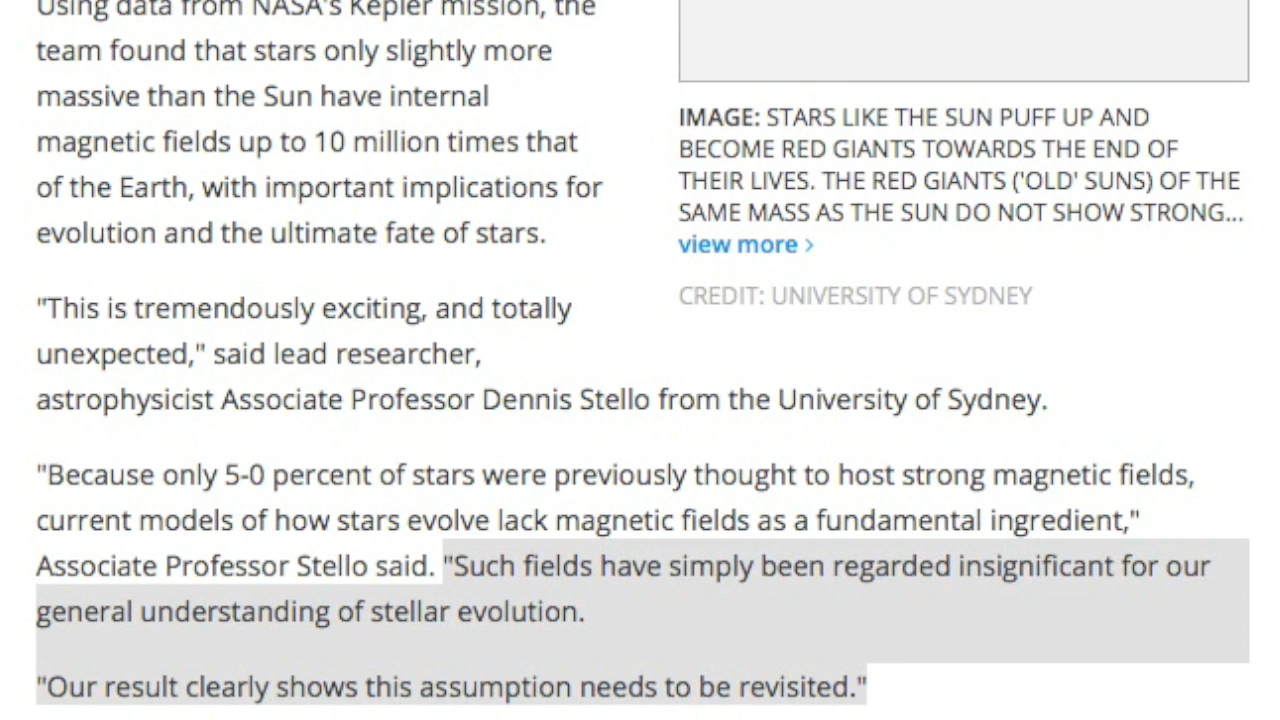 Using data from NASA's Kepler mission, the
team found that stars only slightly more
massive than the Sun have internal
magnetic fields up to 10 million times that
of the Earth, with important implications for
evolution and the ultimate fate of stars.
"This is tremendously exciting, and totally
unexpected," said lead researcher,
astrophysicist Associate Professor Dennis Stello from the University of Sydney.
"Because only 5-0 percent of stars were previously thought to host strong magnetic fields,
current models of how stars evolve lack magnetic fields as a fundamental ingredient,"
Associate Professor Stello said. "Such fields have simply been regarded insignificant for our
general understanding of stellar evolution.
"Our result clearly shows this assumption needs to be revisited."
IMAGE: STARS LIKE THE SUN PUFF UP AND
BECOME RED GIANTS TOWARDS THE END OF
THEIR LIVES. THE RED GIANTS ('OLD' SUNS) OF THE
SAME MASS AS THE SUN DO NOT SHOW STRONG...
view more >
CREDIT: UNIVERSITY OF SYDNEY